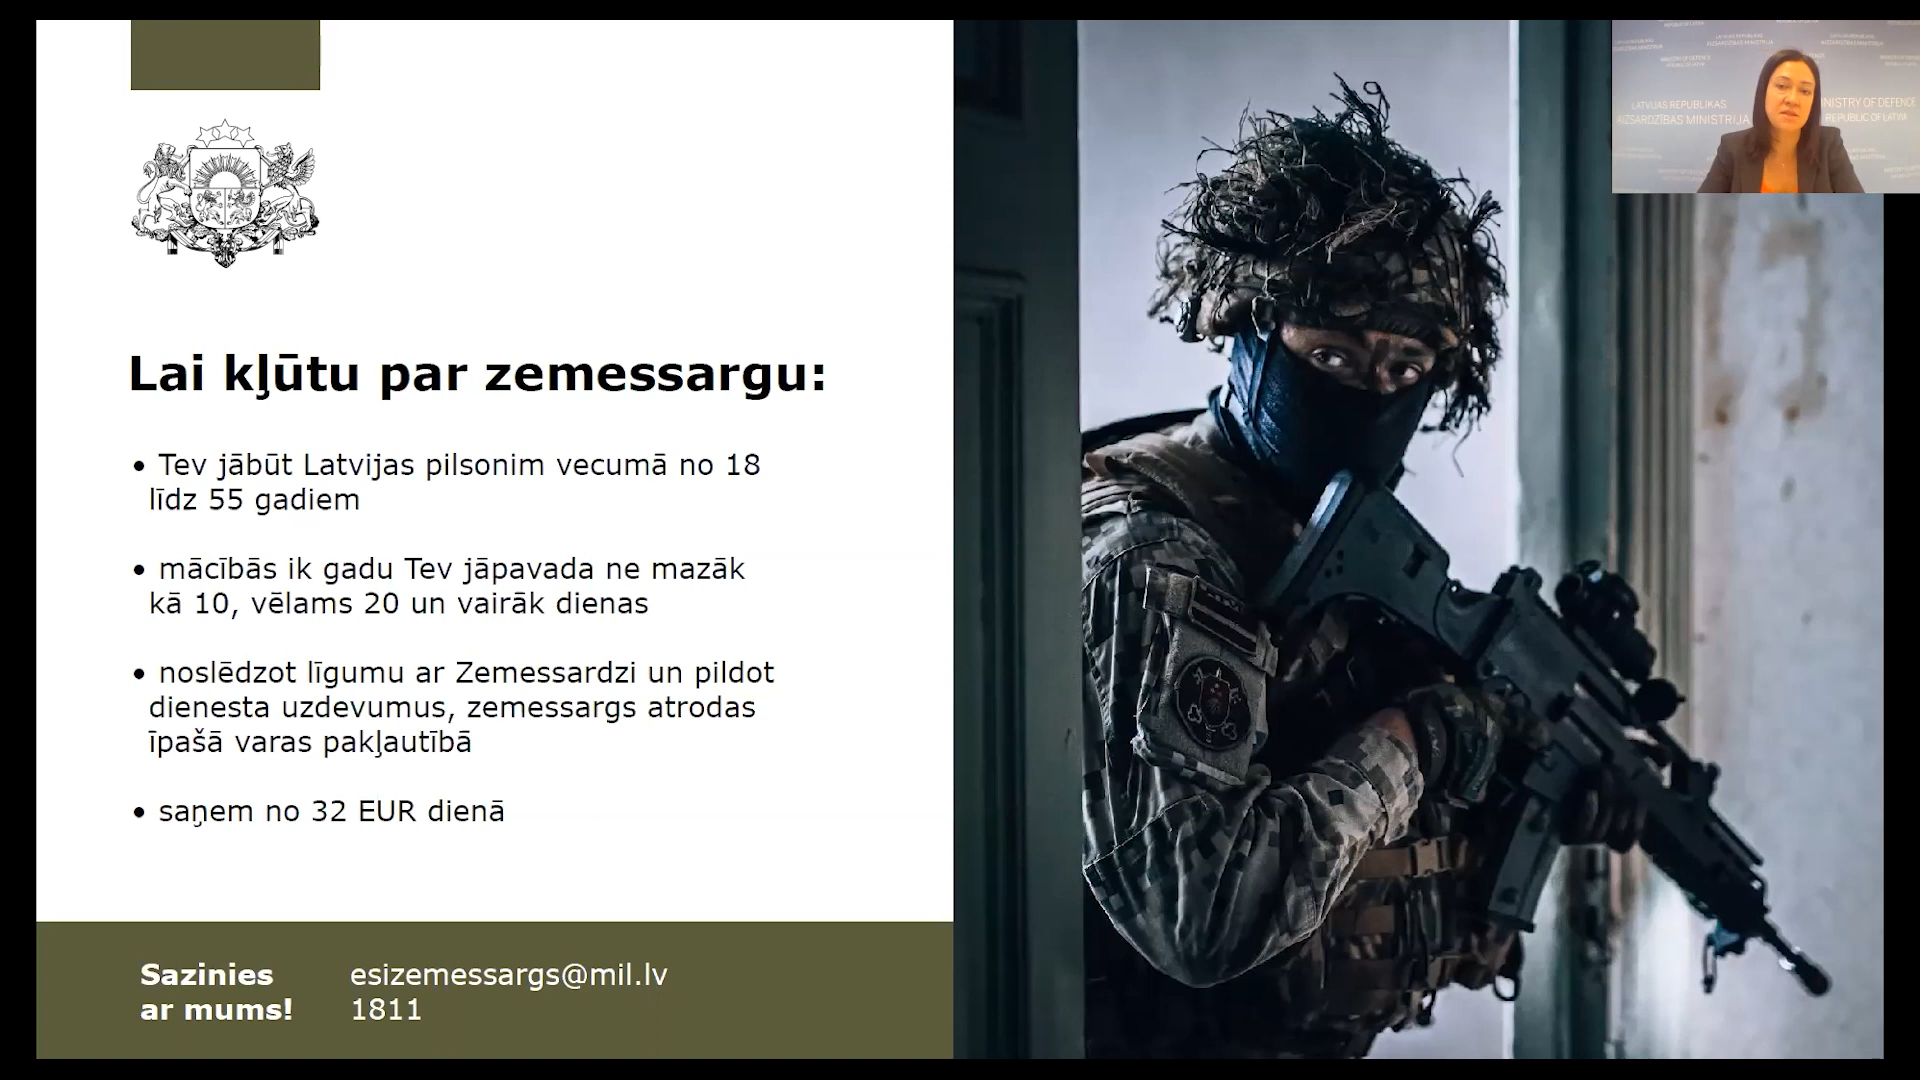 Lai kļūtu par zemessargu:
• Tev jābūt Latvijas pilsonim vecumā no 18
līdz 55 gadiem
• mācībās ik gadu Tev jāpavada ne mazāk
kā 10, vēlams 20 un vairāk dienas
• noslēdzot līgumu ar Zemessardzi un pildot
dienesta uzdevumus, zemessargs atrodas
īpašā varas pakļautībā
• saņem no 32 EUR dienā
Sazinies
ar mums!
esizemessargs@mil.lv
1811
LATVIJAS REPUBLIKAS
AIZSARDZĪBAS MINISTRIJA
MINISTRY OF DEFENCE
REPUBLIC OF LATVIA